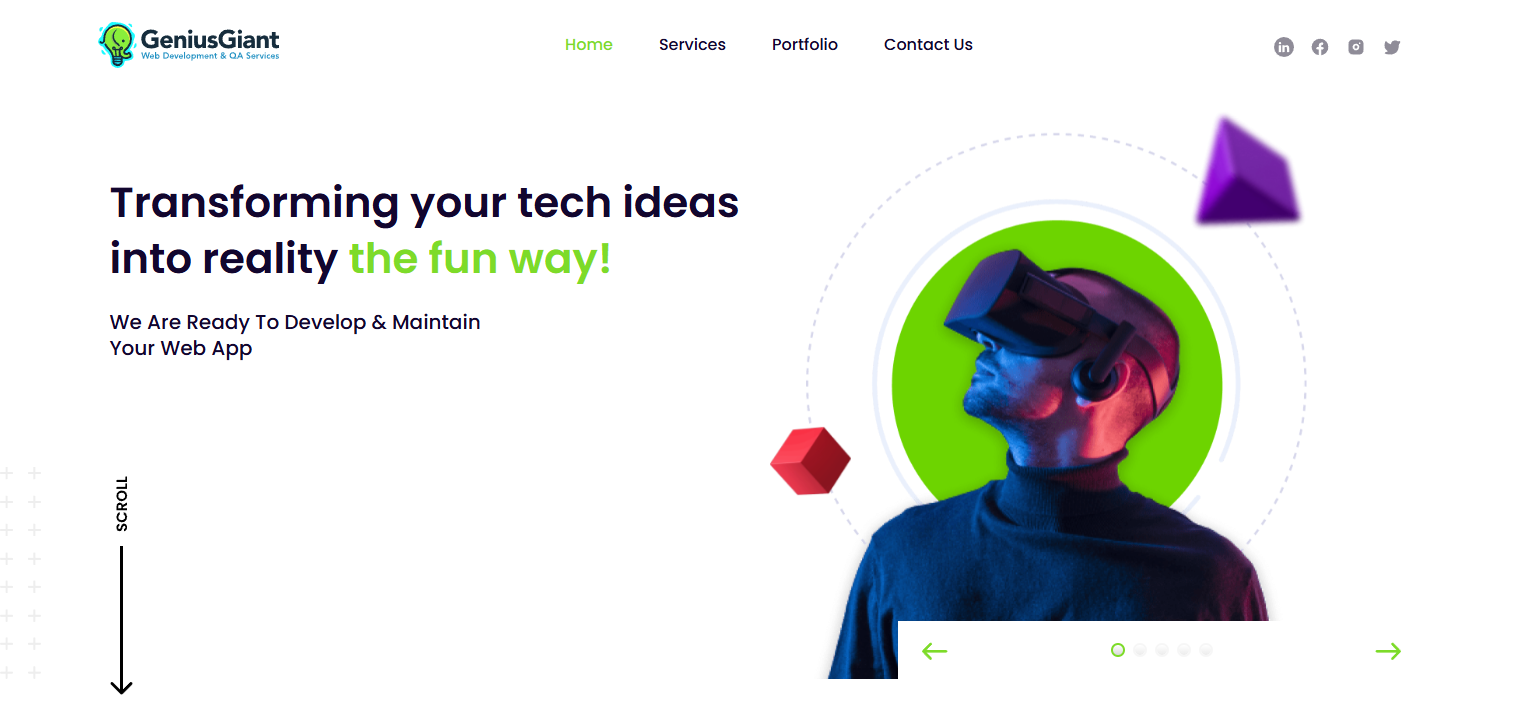 GeniusGiant
Web Development & QA Services
Home
Services
Portfolio
Contact Us
Transforming your tech ideas
into reality the fun way!
We Are Ready To Develop & Maintain
Your Web App
SCROLL